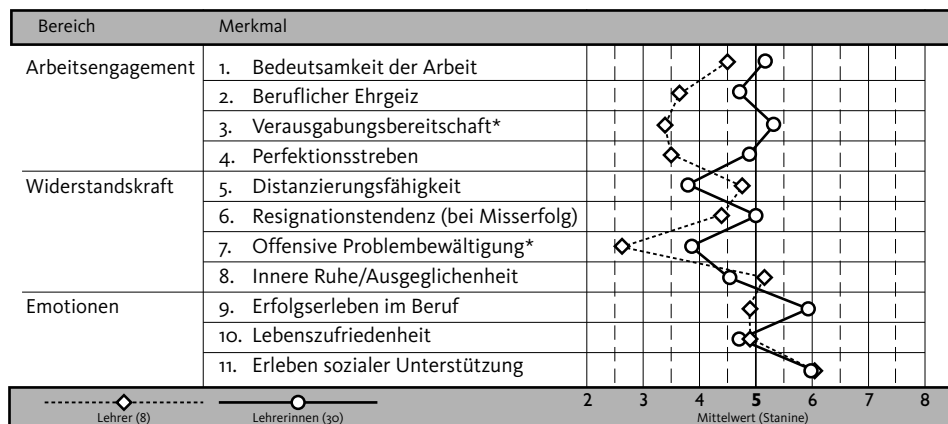 Bereich Merkmal
Arbeitsengagement 1. Bedeutsamkeit der Arbeit
2. Beruflicher Ehrgeiz
3. Verausgabungsbereitschaft*
4. Perfektionsstreben
Widerstandskraft 5. Distanzierungsfähigkeit
6. Resignationstendenz (bei Misserfolg)
7. Offensive Problembewältigung*
8. Innere Ruhe/Ausgeglichenheit
Emotionen 9. Erfolgserleben im Beruf
10. Lebenszufriedenheit
11. Erleben sozialer Unterstützung
2 3 4 5 6 7 8
Lehrer (8) Lehrerinnen (30) Mittelwert (Stanine)